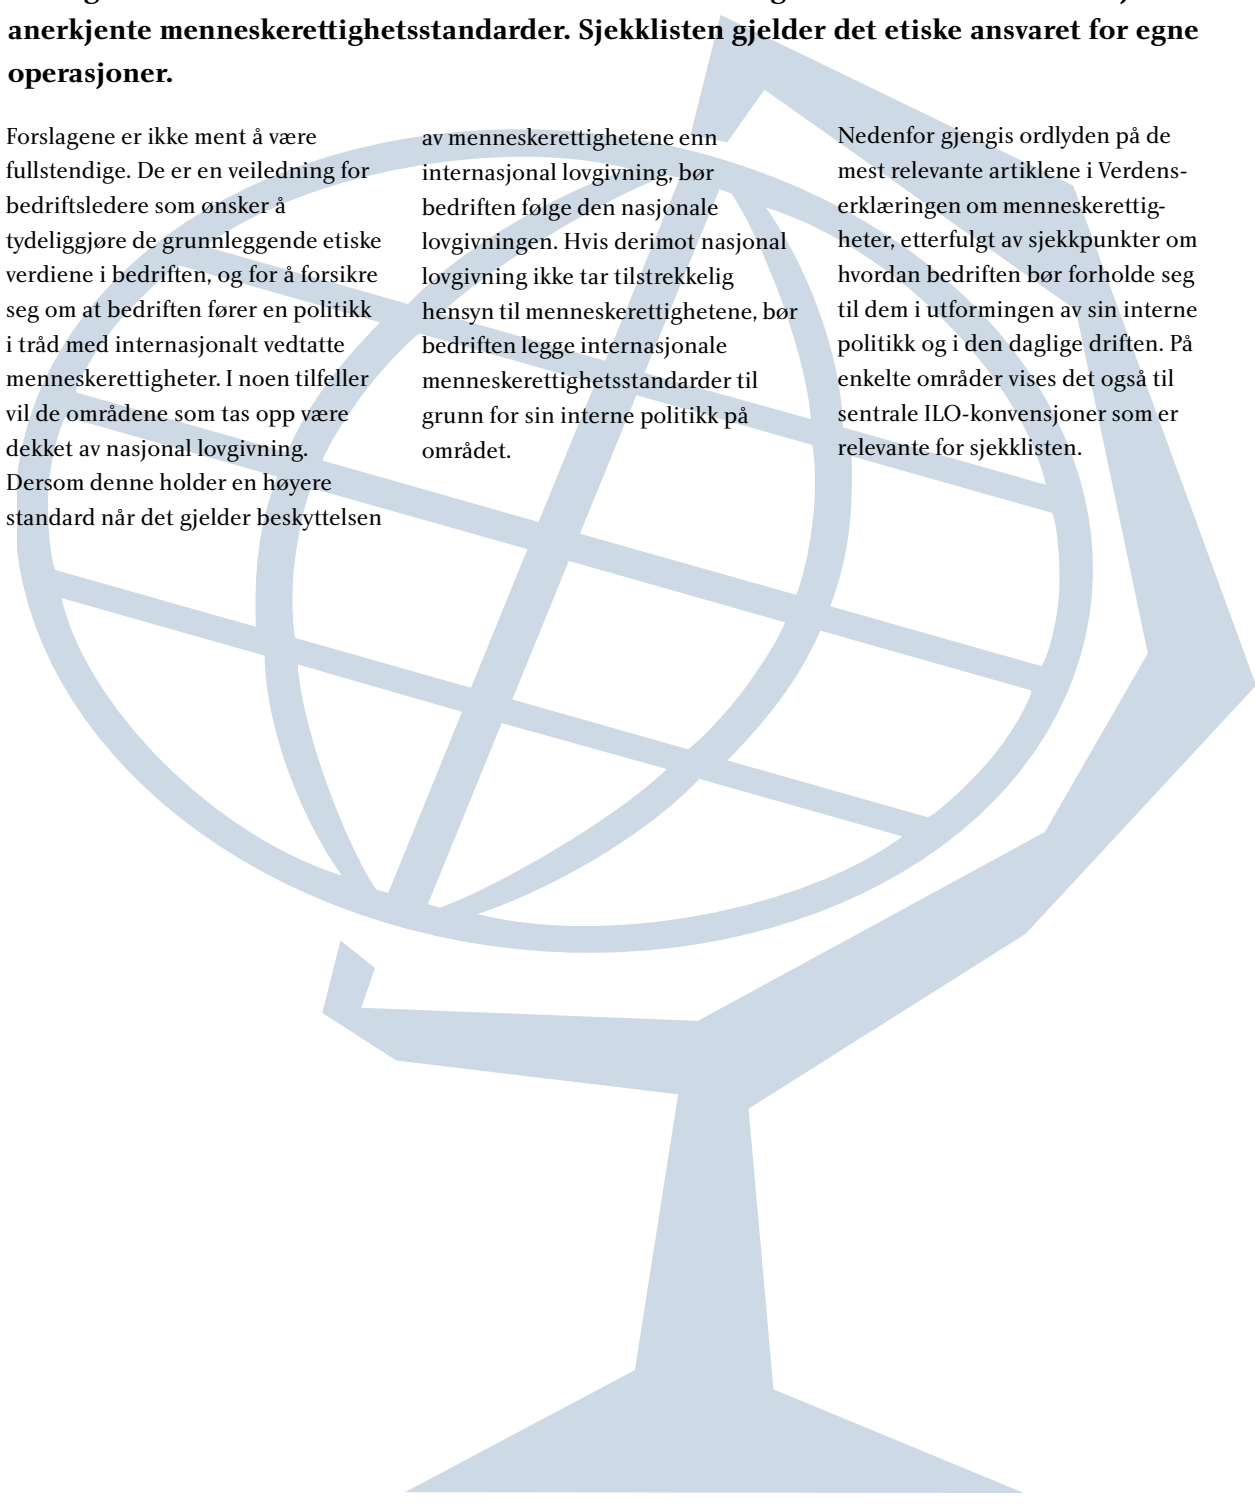 anerkjente menneskerettighetsstandarder. Sjekklisten gjelder det etiske ansvaret for egne
operasjoner.
Forslagene er ikke ment å være
fullstendige. De er en veiledning for
bedriftsledere som ønsker å
tydeliggjøre de grunnleggende etiske
verdiene i bedriften, og for å forsikre
seg om at bedriften fører en politikk
i tråd med internasjonalt vedtatte
menneskerettigheter. I noen tilfeller
vil de områdene som tas opp være
dekket av nasjonal lovgivning.
Dersom denne holder en høyere
standard når det gjelder beskyttelsen
av menneskerettighetene enn
internasjonal lovgivning, bør
bedriften følge den nasjonale
lovgivningen. Hvis derimot nasjonal
lovgivning ikke tar tilstrekkelig
hensyn til menneskerettighetene, bør
bedriften legge internasjonale
menneskerettighetsstandarder til
grunn for sin interne politikk på
området.
Nedenfor gjengis ordlyden på de
mest relevante artiklene i Verdens-
erklæringen om menneskerettig-
heter, etterfulgt av sjekkpunkter om
hvordan bedriften bør forholde seg
til dem i utformingen av sin interne
politikk og i den daglige driften. På
enkelte områder vises det også til
sentrale ILO-konvensjoner som er
relevante for sjekklisten.